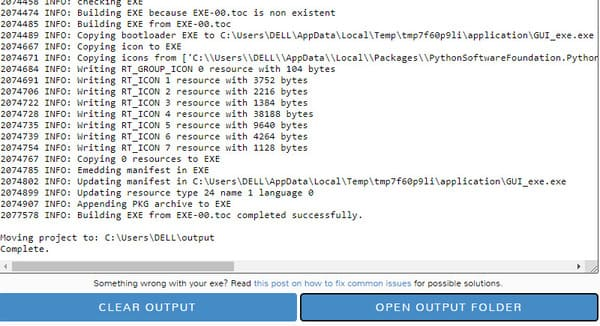 2074458 INFO: checking EXE
2074474 INFO: Building EXE because EXE-00.toc is non existent
2074486 INFO: Building EXE from EXE-00.toc
2074489 INFO: Copying bootloader EXE to C:\Users\DELL\AppData\Local\Temp\tmp7f60p9li\application\GUI_exe.exe
2074667 INFO: Copying icon to EXE
2074671 INFO: Copying icons from ['C:\\Users\\DELL\\AppData\\Local\\Packages\\PythonSoftwareFoundation.Python
2074684 INFO: Writing RT_GROUP_ICON 0 resource with 104 bytes
2074691 INFO: Writing RT_ICON 1 resource with 3752 bytes
2074706 INFO: Writing RT_ICON 2 resource with 2216 bytes
2074722 INFO: Writing RT_ICON 3 resource with 1384 bytes
2074728 INFO: Writing RT_ICON 4 resource with 38188 bytes
2074735 INFO: Writing RT_ICON 5 resource with 9640 bytes
2074739 INFO: Writing RT_ICON 6 resource with 4264 bytes
2074754 INFO: Writing RT_ICON 7 resource with 1128 bytes
2074767 INFO: Copying 0 resources to EXE
2074785 INFO: Emedding manifest in EXE
2074802 INFO: Updating manifest in C:\Users\DELL\AppData\Local\Temp\tmp7f60p9li\application\GUI_exe.exe
2074899 INFO: Updating resource type 24 name 1 language 0
2074907 INFO: Appending PKG archive to EXE
2077578 INFO: Building EXE from EXE-00.toc completed successfully.
Moving project to: C:\Users\DELL\output
Complete.
Something wrong with your exe? Read this post on how to fix common issues for possible solutions.
CLEAR OUTPUT
OPEN OUTPUT FOLDER